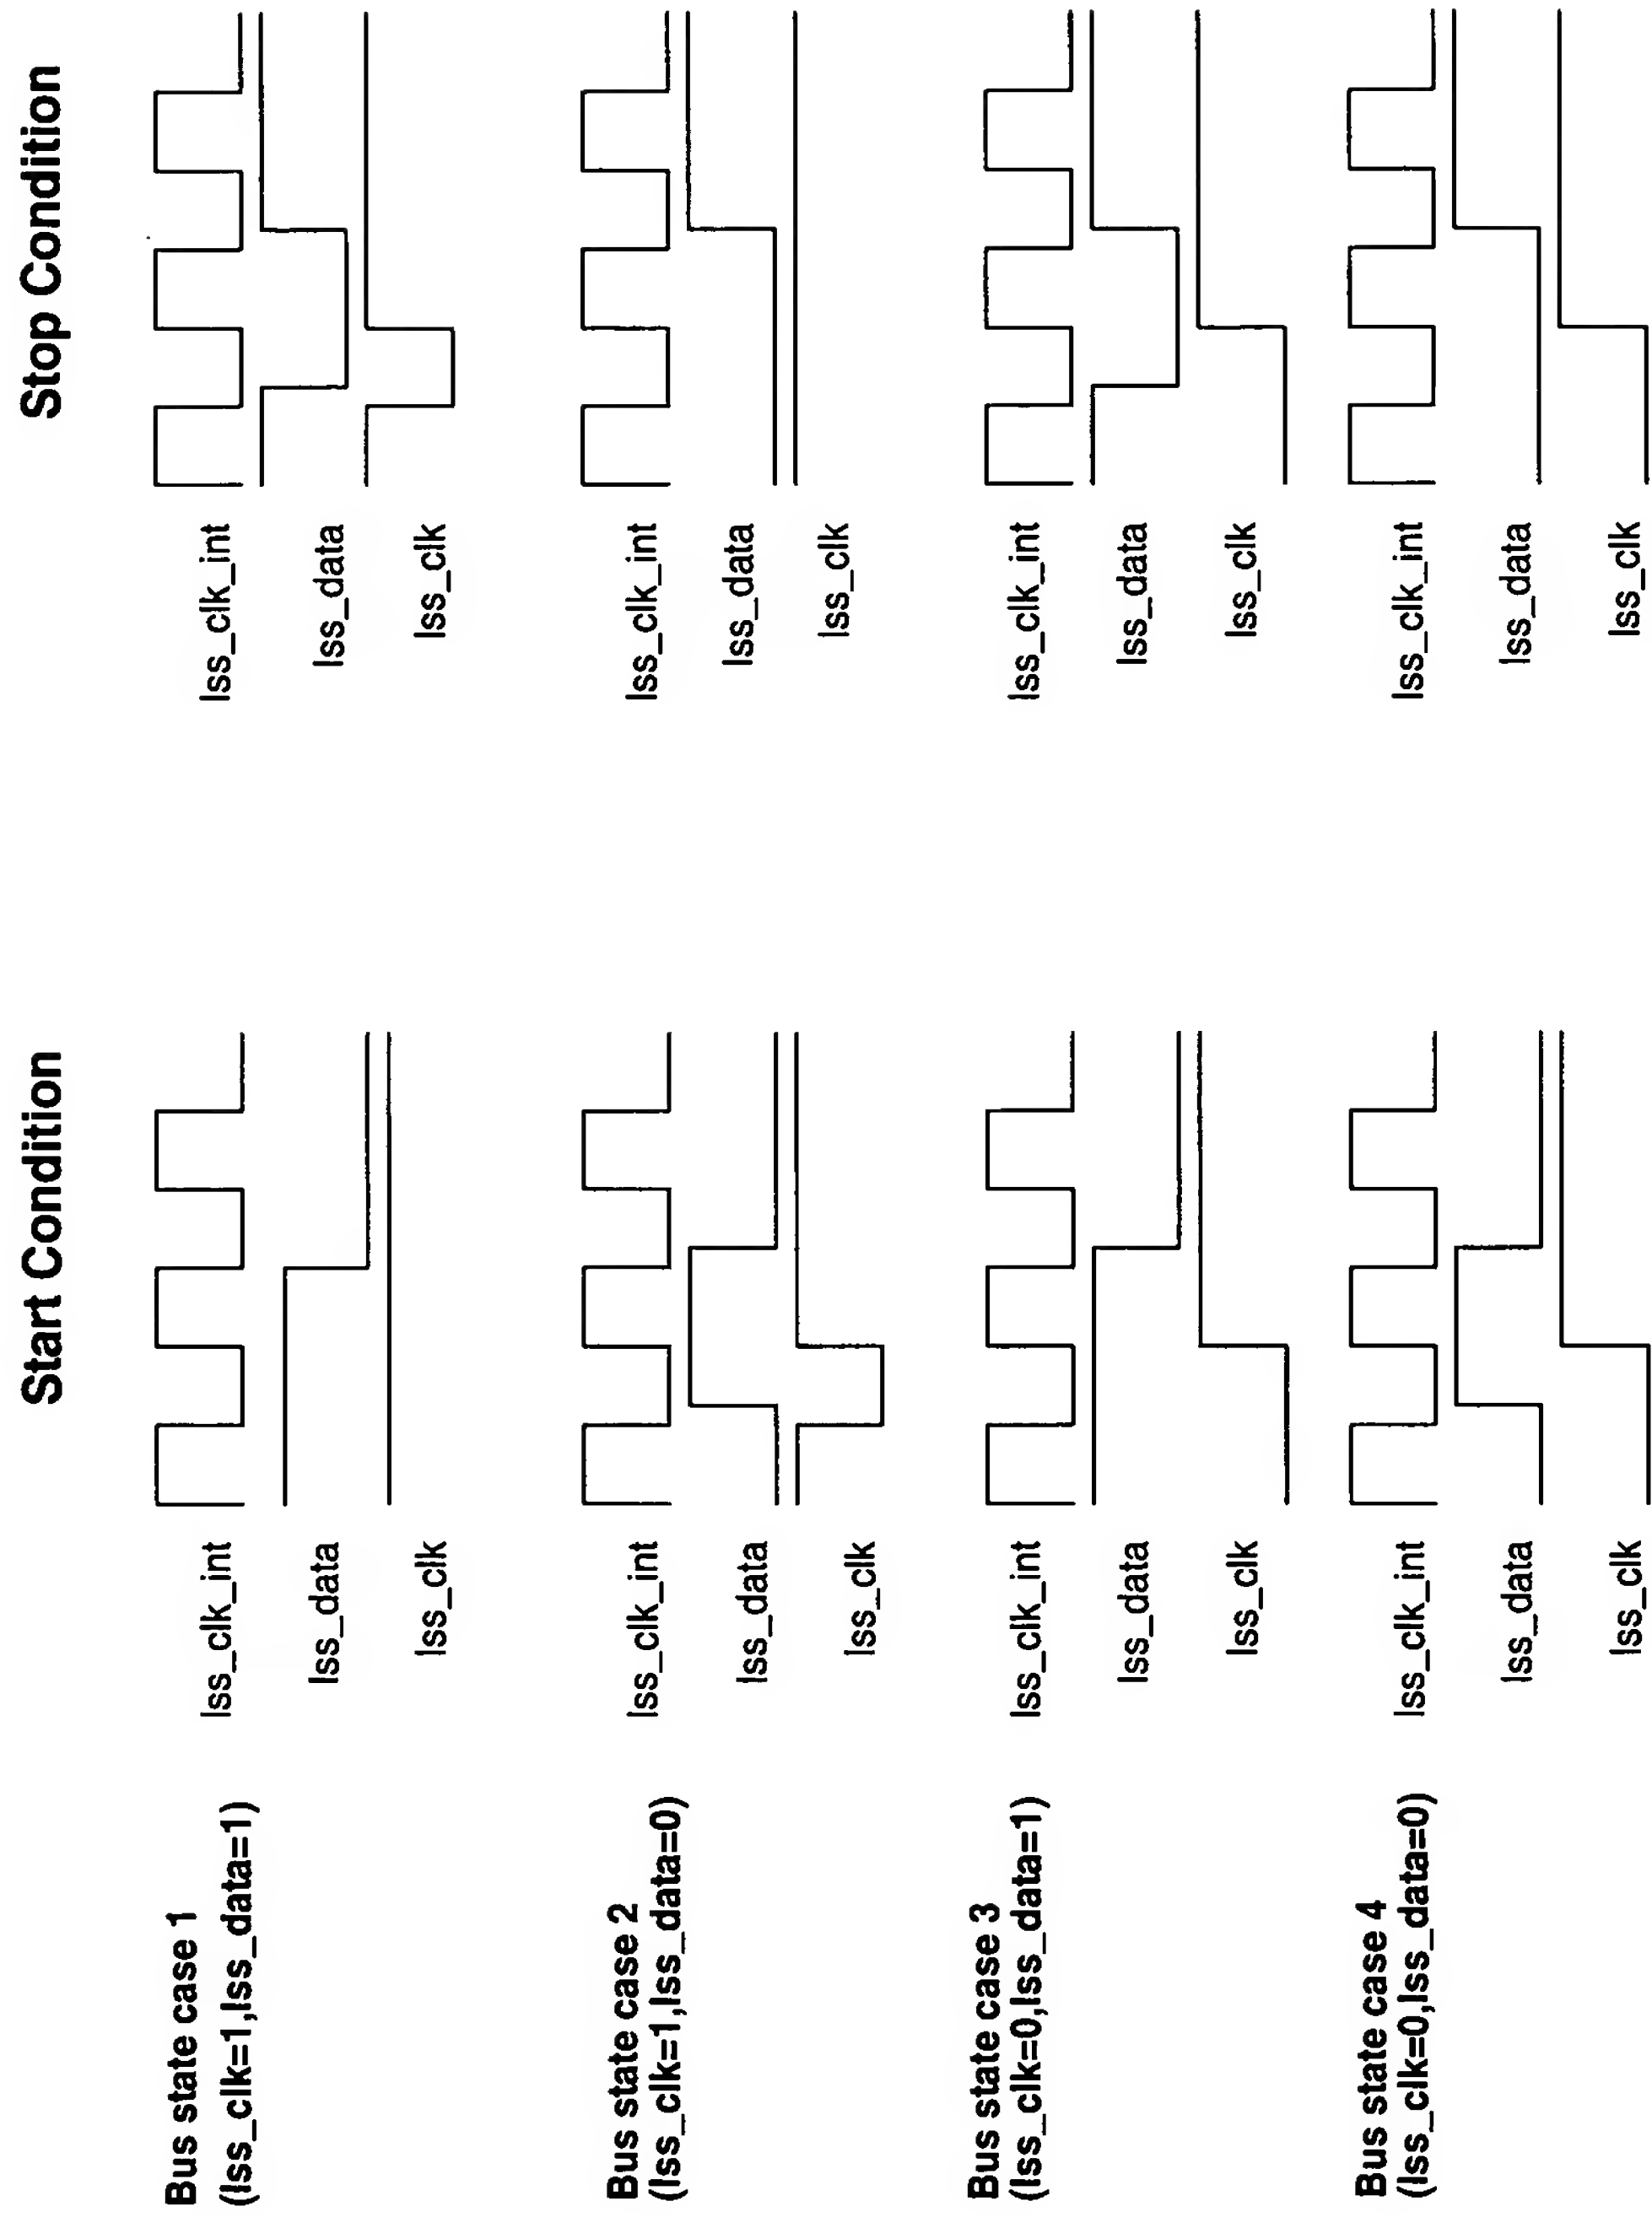 Start Condition
Stop Condition
Bus state case 1
(lss_clk=1,lss_data=1)
lss_clk_int
lss_data
lss_clk
lss_clk_int
lss_data
lss_clk
Bus state case 2
(lss_clk=1,lss_data=0)
lss_clk_int
lss_data
lss_clk
lss_clk_int
lss_data
lss_clk
Bus state case 3
(lss_clk=0,lss_data=1)
lss_clk_int
lss_data
lss_clk
lss_clk_int
lss_data
lss_clk
Bus state case 4
(lss_clk=0,lss_data=0)
lss_clk_int
lss_data
lss_clk
lss_clk_int
lss_data
lss_clk